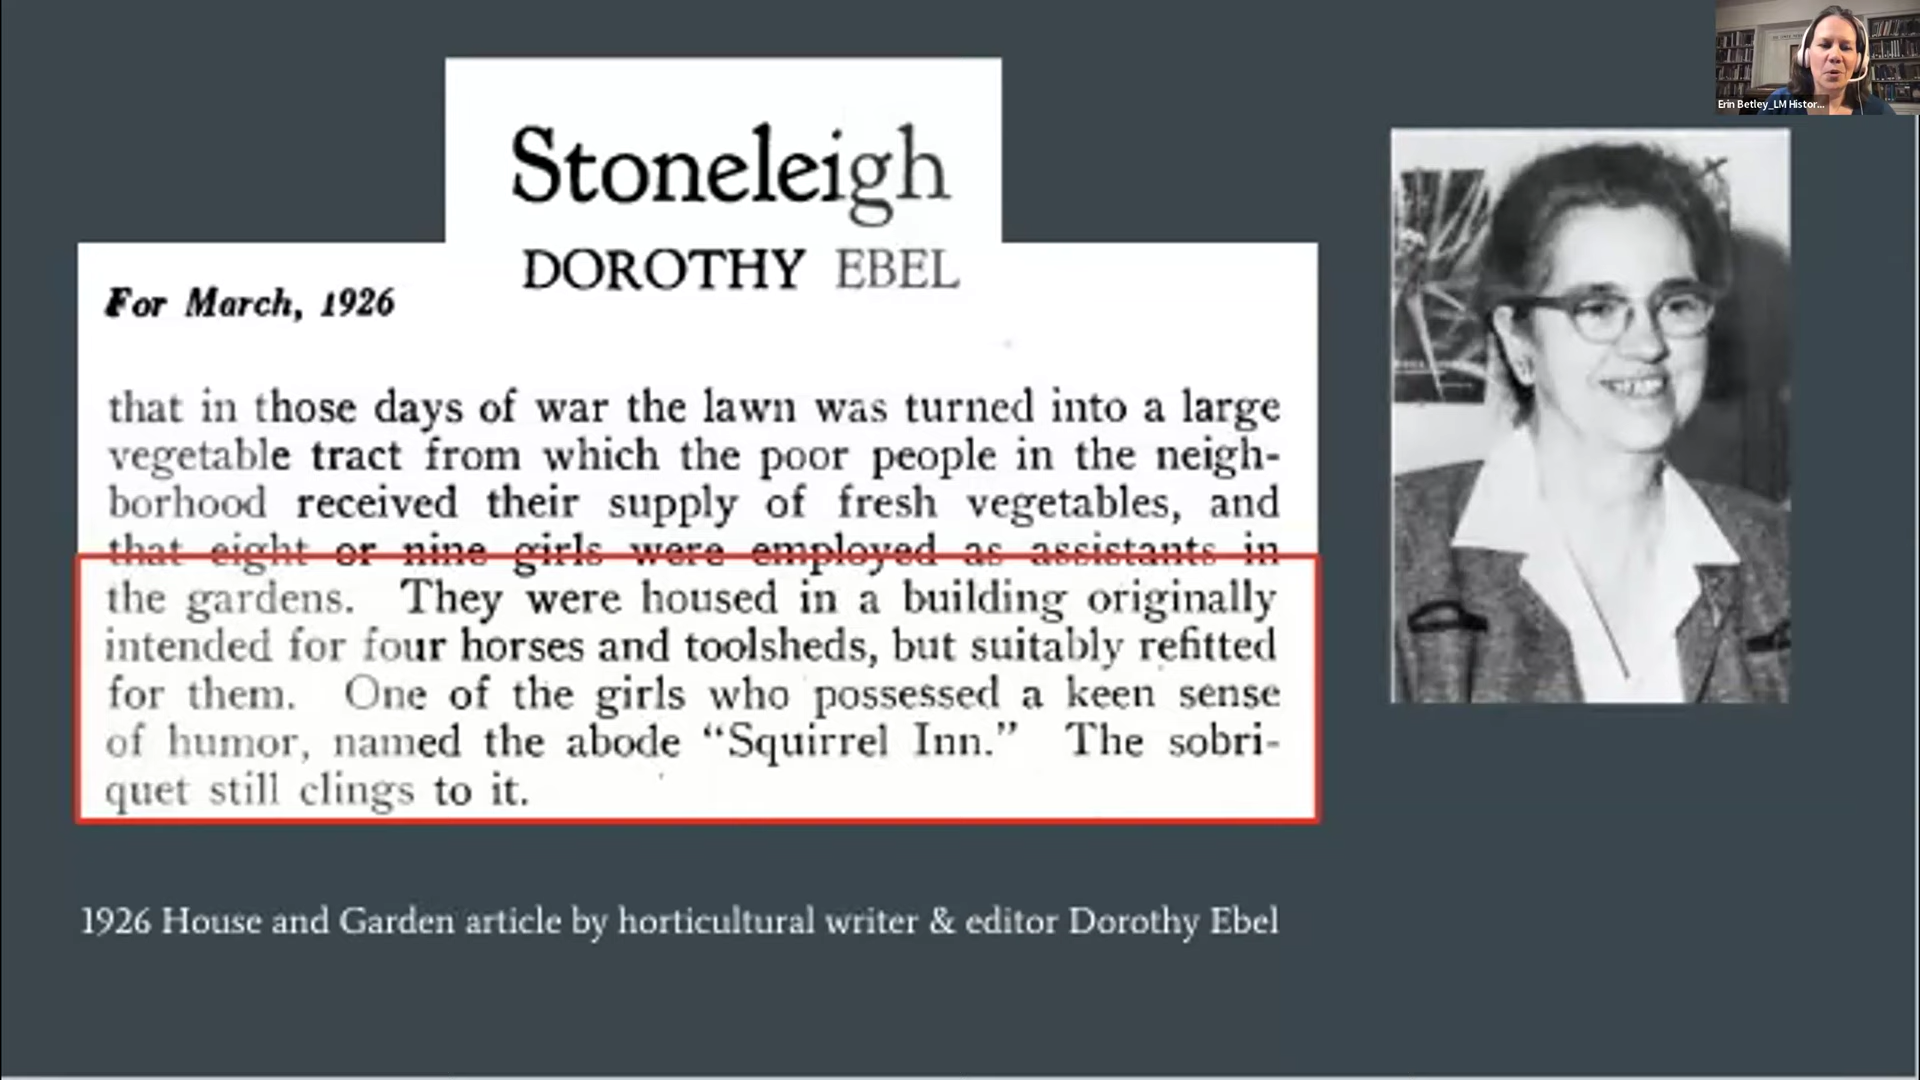 Erin Betley_LM Histor...
Stoneleigh
DOROTHY EBEL
For March, 1926
that in those days of war the lawn was turned into a large
vegetable tract from which the poor people in the neigh-
borhood received their supply of fresh vegetables, and
that eight or nine girls were employed as assistants in
the gardens. They were housed in a building originally
intended for four horses and toolsheds, but suitably refitted
for them. One of the girls who possessed a keen sense
of humor, named the abode “Squirrel Inn.” The sobri-
quet still clings to it.
1926 House and Garden article by horticultural writer & editor Dorothy Ebel